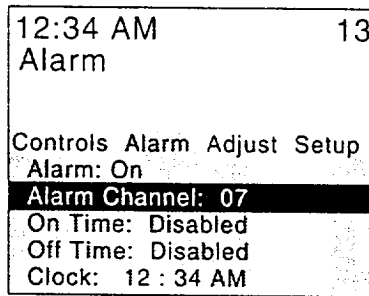 12:34 AM 13
Alarm
Controls Alarm Adjust Setup
Alarm: On
Alarm Channel: 07
On Time: Disabled
Off Time: Disabled
Clock: 12 : 34 AM